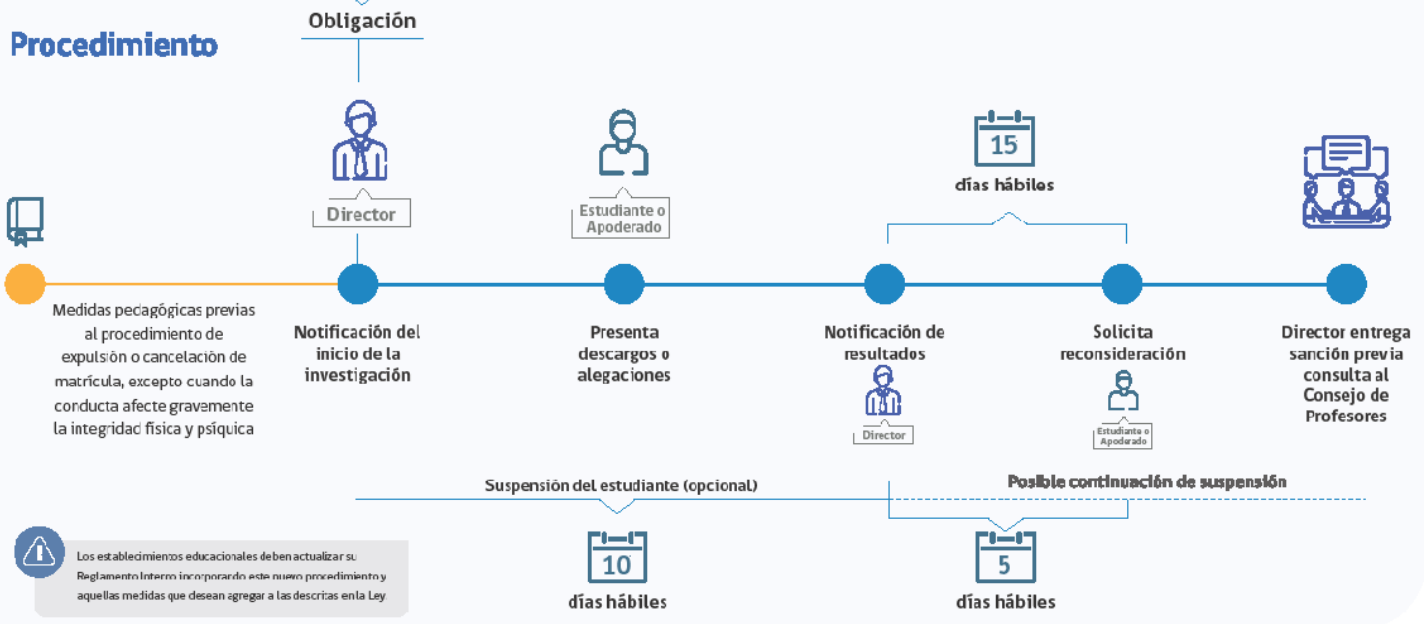 Obligación
Procedimiento
Director
Estudiante o
Apoderado
15
días hábiles
Medidas pedagógicas previas
al procedimiento de
expulsión o cancelación de
matrícula, excepto cuando la
conducta afecte gravemente
la integridad física y psíquica
Notificación del
inicio de la
investigación
Presenta
descargos o
alegaciones
Notificación de
resultados
Director
Solicita
reconsideración
Estudiante o
Apoderado
Director entrega
sanción previa
consulta al
Consejo de
Profesores
Suspensión del estudiante (opcional)
Posible continuación de suspensión
10
días hábiles
5
días hábiles
Los establecimientos educacionales deben actualizar su
Reglamento Interno incorporando este nuevo procedimiento y
aquellas medidas que desean agregar a las descritas en la Ley.